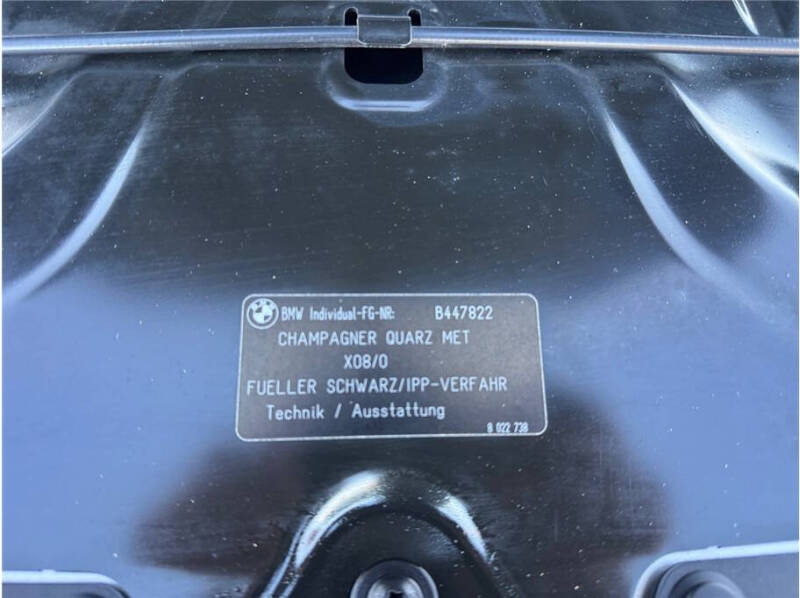 BMW Individual-FG-NR: B447822
CHAMPAGNER QUARZ MET
X08/0
FUELLER SCHWARZ/IPP-VERFAHR
Technik / Ausstattung
8 022 738